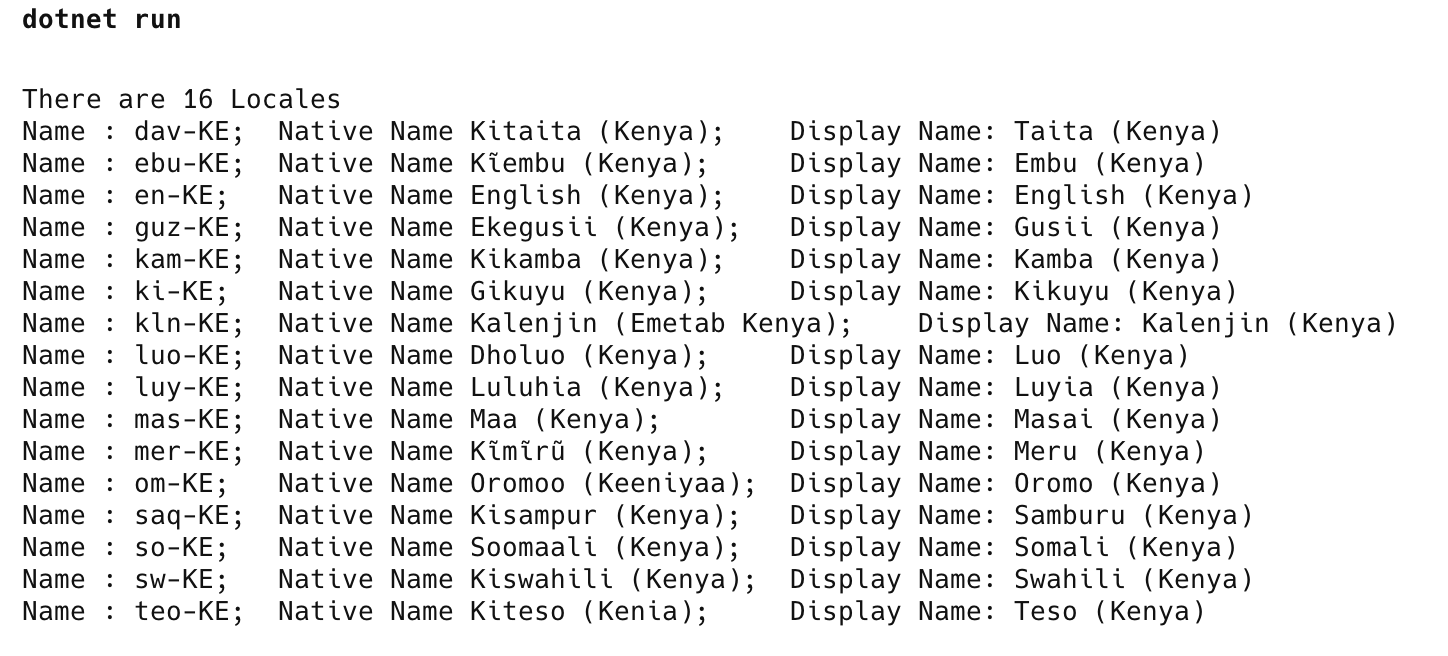 dotnet run
There are 16 Locales
Name : dav-KE;  Native Name Kitaita (Kenya);    Display Name: Taita (Kenya)
Name : ebu-KE;  Native Name Kĩembu (Kenya);     Display Name: Embu (Kenya)
Name : en-KE;   Native Name English (Kenya);    Display Name: English (Kenya)
Name : guz-KE;  Native Name Ekegusii (Kenya);   Display Name: Gusii (Kenya)
Name : kam-KE;  Native Name Kikamba (Kenya);    Display Name: Kamba (Kenya)
Name : ki-KE;   Native Name Gikuyu (Kenya);     Display Name: Kikuyu (Kenya)
Name : kln-KE;  Native Name Kalenjin (Emetab Kenya);    Display Name: Kalenjin (Kenya)
Name : luo-KE;  Native Name Dholuo (Kenya);     Display Name: Luo (Kenya)
Name : luy-KE;  Native Name Luluhia (Kenya);    Display Name: Luyia (Kenya)
Name : mas-KE;  Native Name Maa (Kenya);        Display Name: Masai (Kenya)
Name : mer-KE;  Native Name Kĩmĩrũ (Kenya);     Display Name: Meru (Kenya)
Name : om-KE;   Native Name Oromoo (Keeniyaa);  Display Name: Oromo (Kenya)
Name : saq-KE;  Native Name Kisampur (Kenya);   Display Name: Samburu (Kenya)
Name : so-KE;   Native Name Soomaali (Kenya);   Display Name: Somali (Kenya)
Name : sw-KE;   Native Name Kiswahili (Kenya);  Display Name: Swahili (Kenya)
Name : teo-KE;  Native Name Kiteso (Kenia);     Display Name: Teso (Kenya)